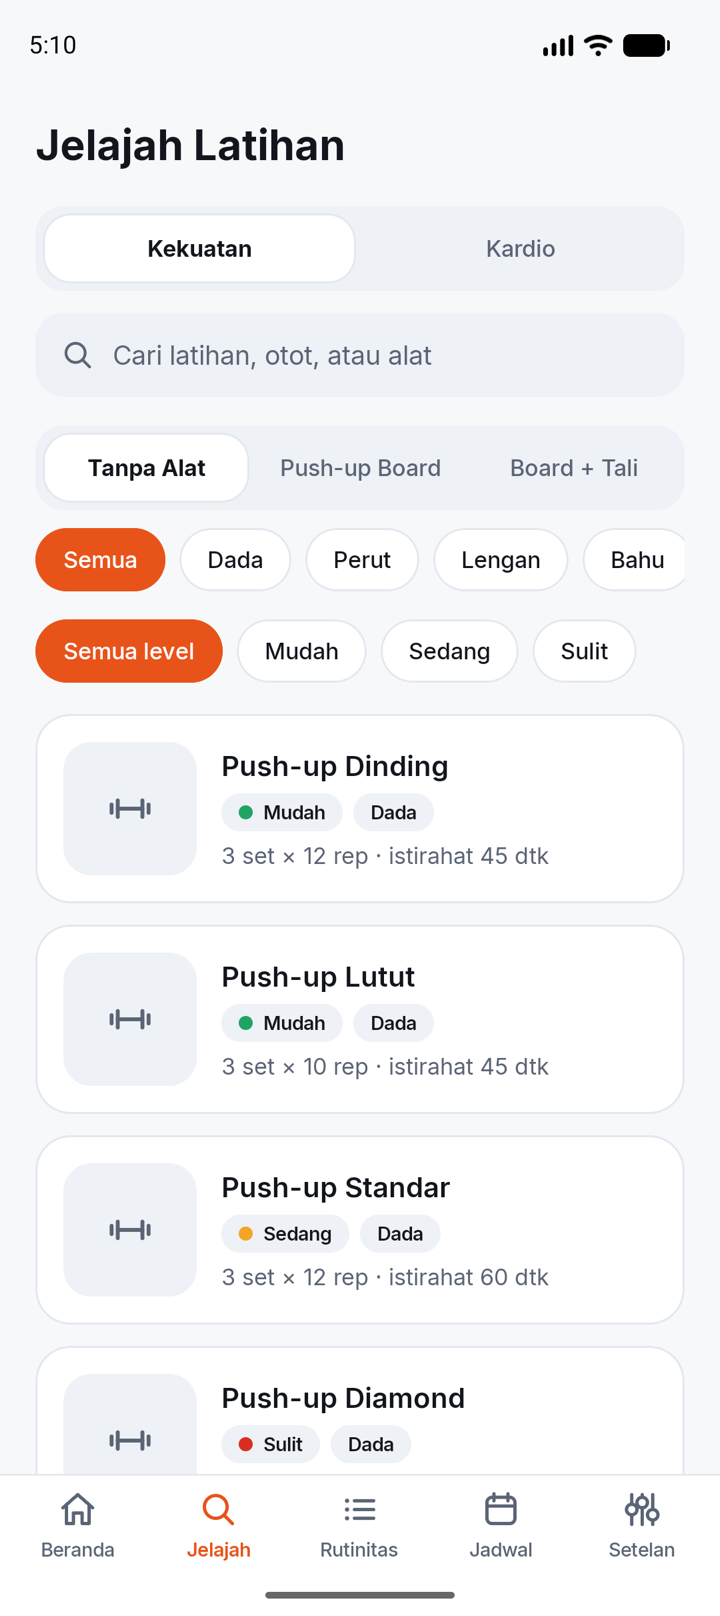 5:10
Jelajah Latihan
Kekuatan Kardio
Cari latihan, otot, atau alat
Tanpa Alat Push-up Board Board + Tali
Semua Dada Perut Lengan Bahu
Semua level Mudah Sedang Sulit
Push-up Dinding
Mudah Dada
3 set × 12 rep · istirahat 45 dtk
Push-up Lutut
Mudah Dada
3 set × 10 rep · istirahat 45 dtk
Push-up Standar
Sedang Dada
3 set × 12 rep · istirahat 60 dtk
Push-up Diamond
Sulit Dada
Beranda Jelajah Rutinitas Jadwal Setelan